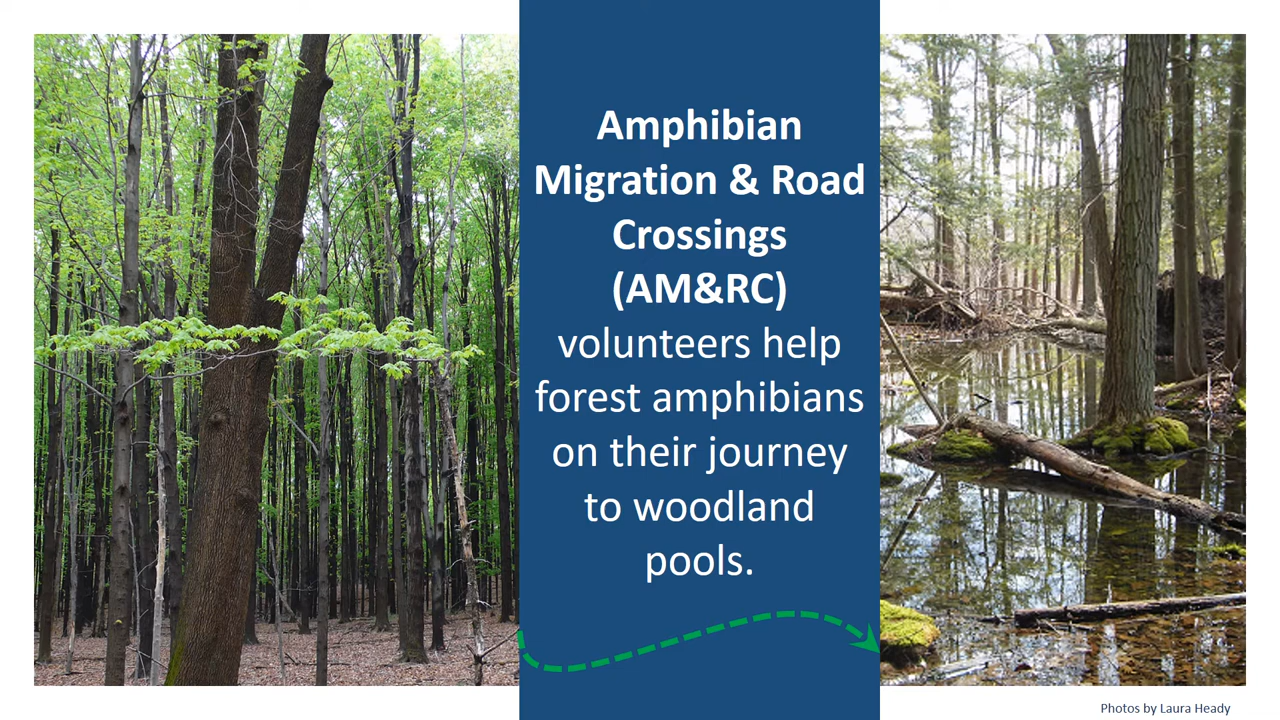 Amphibian
Migration & Road
Crossings
(AM&RC)
volunteers help
forest amphibians
on their journey
to woodland
pools.
Photos by Laura Heady